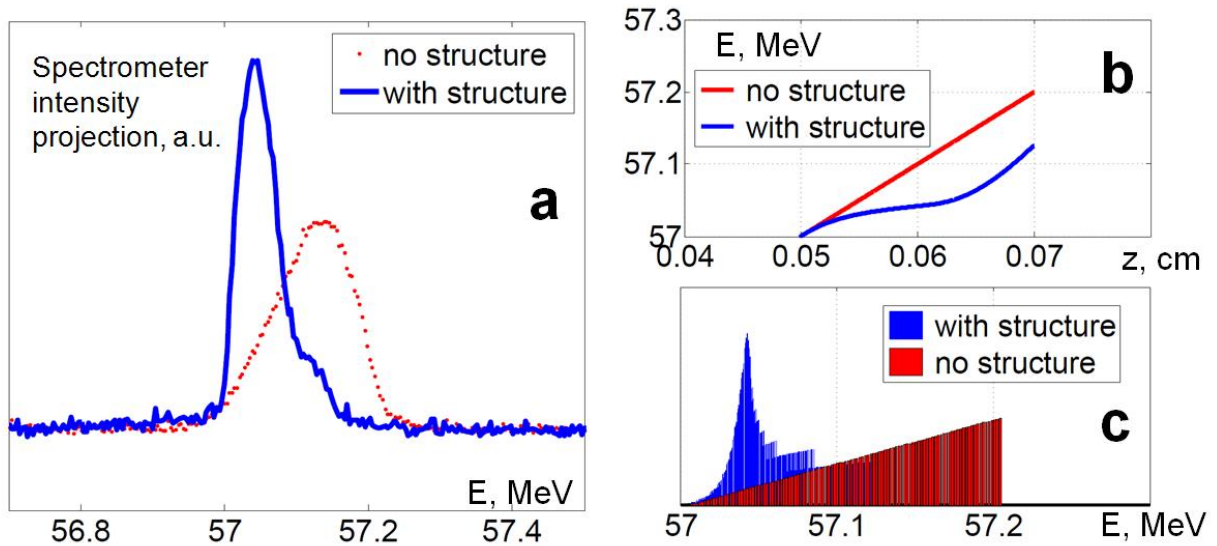 Spectrometer
intensity
projection, a.u.
no structure
with structure
a
E, MeV
56.8 57 57.2 57.4
57.3
E, MeV
b
no structure
with structure
57.2
57.1
57
0.04 0.05 0.06 0.07 z, cm
with structure
no structure
c
57 57.1 57.2 E, MeV